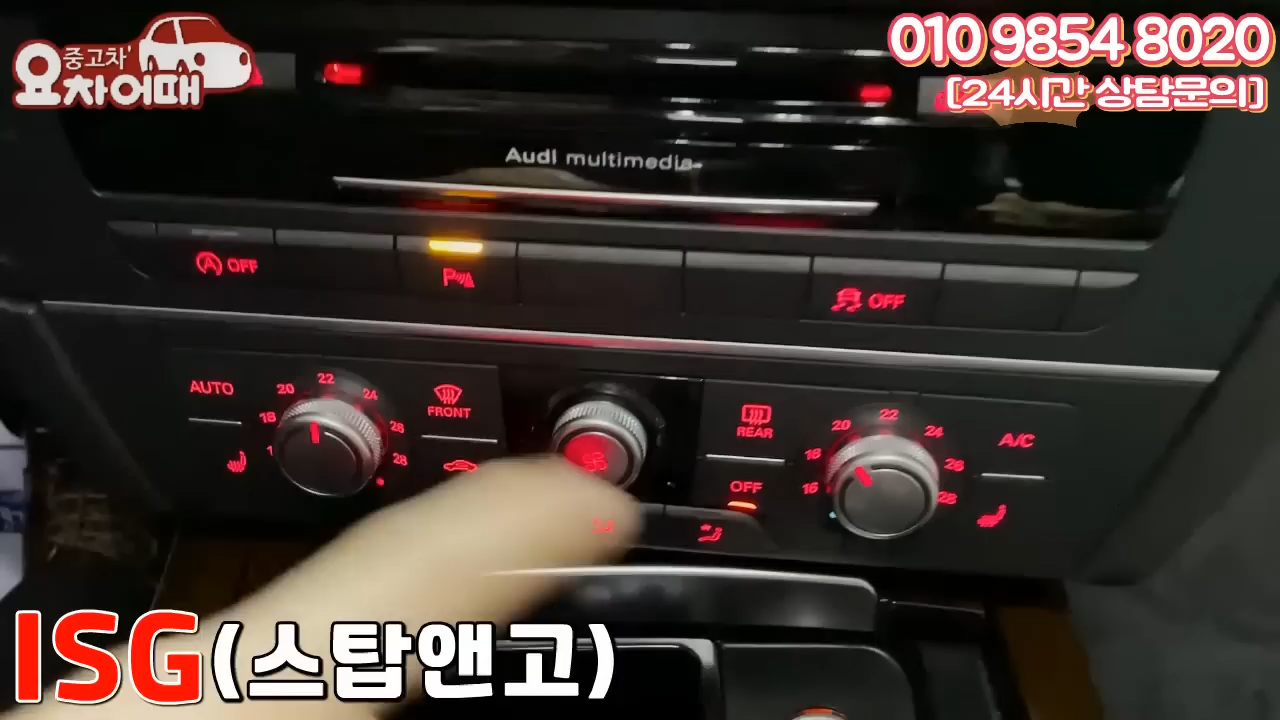 중고차'
요차어때
010 9854 8020
[24시간 상담문의]
Audi multimedia
A OFF
P
OFF
AUTO
18 20 22 24 26 28
FRONT
REAR
OFF
16 18 20 22 24 26 28
A/C
ISG(스탑앤고)